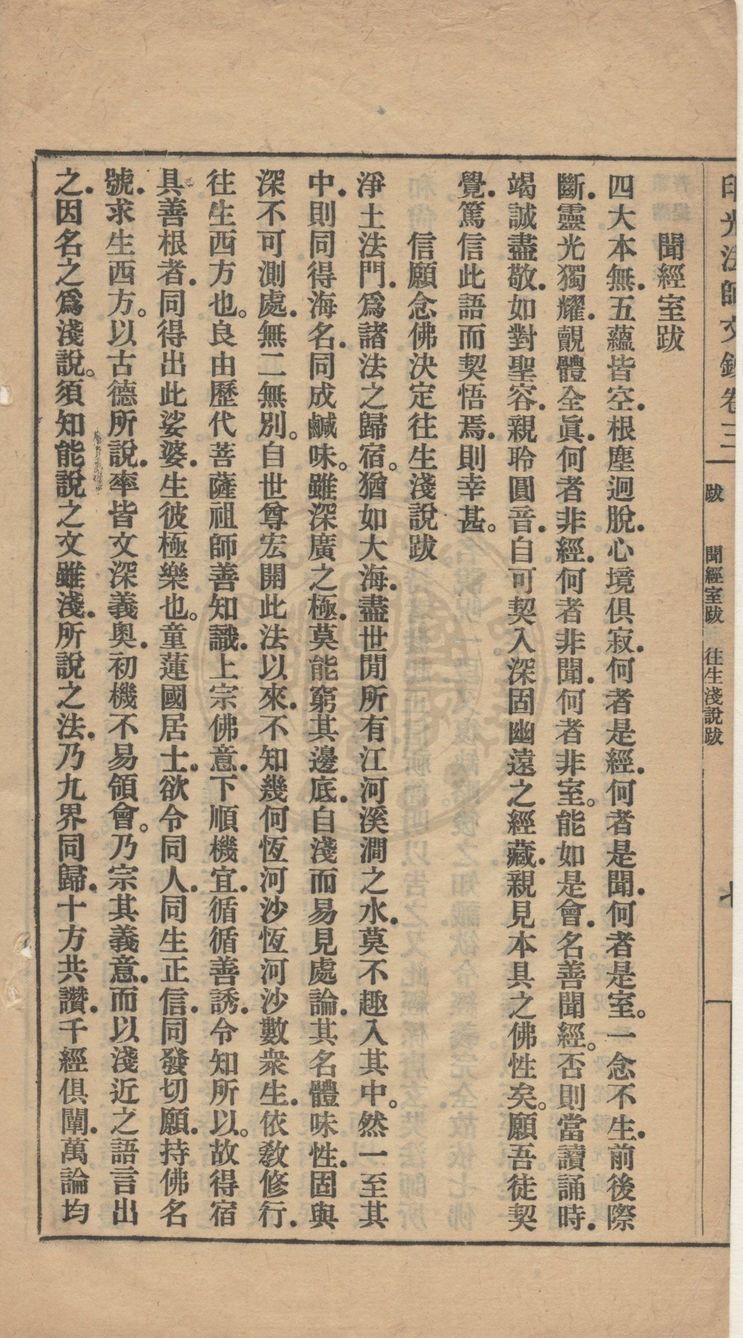 印光法師文鈔卷三 跋 聞經室跋 往生淺說跋
聞經室跋
四大本無．五蘊皆空．根塵迥脫．心境俱寂．何者是經．何者是聞．何者是室。一念不生．前後際
斷．靈光獨耀．覿體全眞．何者非經．何者非聞．何者非室。能如是會．名善聞經。否則當讀誦時．
竭誠盡敬．如對聖容．親聆圓音．自可契入深固幽遠之經藏．親見本具之佛性矣。願吾徒契
覺．篤信此語而契悟焉．則幸甚。
信願念佛決定往生淺說跋
淨土法門．爲諸法之歸宿。猶如大海．盡世閒所有江河溪澗之水．莫不趣入其中。然一至其
中．則同得海名．同成鹹味。雖深廣之極．莫能窮其邊底．自淺而易見處論．其名體味性．固與
深不可測處．無二無別。自世尊宏開此法以來．不知幾何恆河沙恆河沙數衆生．依敎修行．
往生西方也。良由歷代菩薩祖師善知識．上宗佛意．下順機宜．循循善誘．令知所以。故得宿
具善根者．同得出此娑婆．生彼極樂也。童蓮國居士．欲令同人．同生正信．同發切願．持佛名
號．求生西方。以古德所說．率皆文深義奧．初機不易領會。乃宗其義意．而以淺近之語言出
之．因名之爲淺說。須知能說之文雖淺．所說之法．乃九界同歸．十方共讚．千經俱闡．萬論均